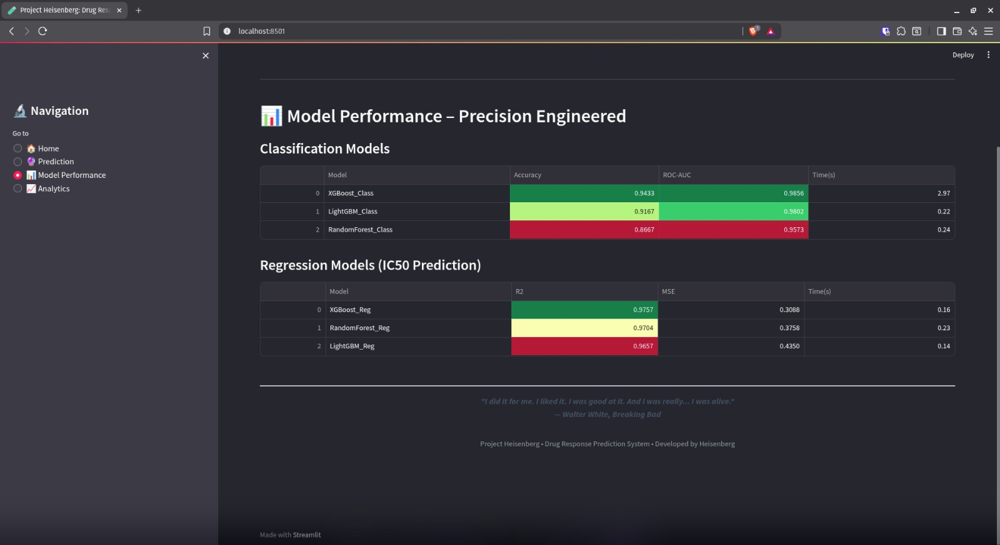 Project Heisenberg: Drug Res
localhost:8501
Deploy
Navigation
Go to
Home
Prediction
Model Performance
Analytics
Model Performance – Precision Engineered
Classification Models
Model Accuracy ROC-AUC Time(s)
0 XGBoost_Class 0.9433 0.9856 2.97
1 LightGBM_Class 0.9167 0.9802 0.22
2 RandomForest_Class 0.8667 0.9573 0.24
Regression Models (IC50 Prediction)
Model R2 MSE Time(s)
0 XGBoost_Reg 0.9757 0.3088 0.16
1 RandomForest_Reg 0.9704 0.3758 0.23
2 LightGBM_Reg 0.9657 0.4350 0.14
"I did it for me. I liked it. I was good at it. And I was really... I was alive."
— Walter White, Breaking Bad
Project Heisenberg • Drug Response Prediction System • Developed by Heisenberg
Made with Streamlit